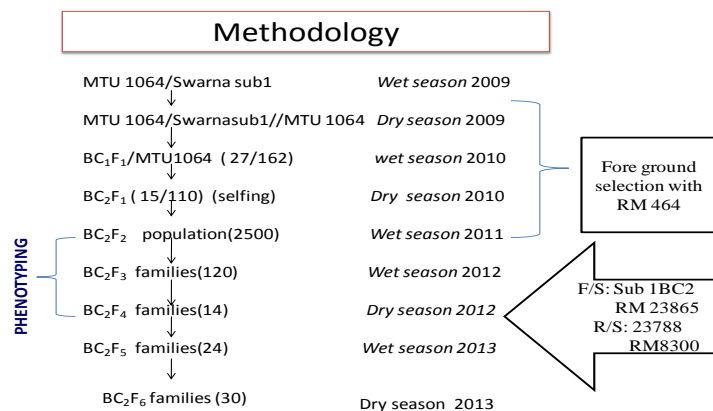 Methodology
MTU 1064/Swarna sub1 Wet season 2009
MTU 1064/Swarnasub1//MTU 1064 Dry season 2009
BC₁F₁/MTU1064 ( 27/162) wet season 2010
BC₂F₁ ( 15/110) (selfing) Dry season 2010
BC₂F₂ population(2500) Wet season 2011
BC₂F₃ families(120) Wet season 2012
BC₂F₄ families(14) Dry season 2012
BC₂F₅ families(24) Wet season 2013
BC₂F₆ families (30) Dry season 2013
PHENOTYPING
Fore ground
selection with
RM 464
F/S: Sub 1BC2
RM 23865
R/S: 23788
RM8300